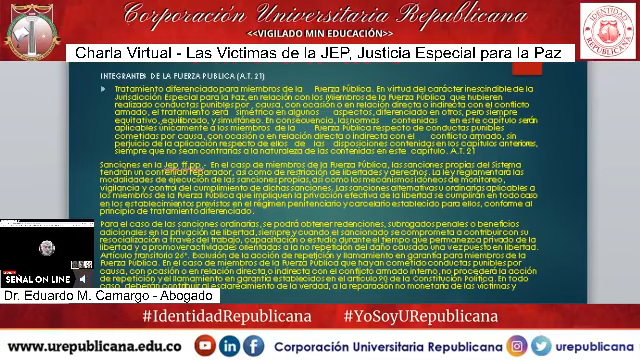 Corporación Universitaria Republicana
<<VIGILADO MIN EDUCACIÓN>>
IDENTIDAD
REPUBLICANA
Charla Virtual - Las Victimas de la JEP, Justicia Especial para la Paz
INTEGRANTES DE LA FUERZA PUBLICA (A.T. 21)
Tratamiento diferenciado para miembros de la Fuerza Pública. En virtud del carácter inescindible de la
Jurisdicción Especial para la Paz, en relación con los Miembros de la Fuerza Pública que hubieren
realizado conductas punibles por causa, con ocasión o en relación directa o indirecta con el conflicto
armado, el tratamiento será simétrico en algunos aspectos, diferenciado en otros, pero siempre
equitativo, equilibrado, y simultáneo. En consecuencia, las normas contenidas en este capítulo serán
aplicables únicamente a los miembros de la Fuerza Pública respecto de conductas punibles
cometidas por causa, con ocasión o en relación directa o indirecta con el conflicto armado, sin
perjuicio de la aplicación respecto de ellos de las disposiciones contenidas en los capítulos anteriores,
siempre que no sean contrarias a la naturaleza de las contenidas en este capítulo. A.T. 21
Sanciones en la Jep ff.pp.- En el caso de miembros de la Fuerza Pública, las sanciones propias del Sistema
tendrán un contenido reparador, así como de restricción de libertades y derechos. La ley reglamentará las
modalidades de ejecución de las sanciones propias, así como los mecanismos idóneos de monitoreo,
vigilancia y control del cumplimiento de dichas sanciones. Las sanciones alternativas u ordinarias aplicables a
los miembros de la Fuerza Pública que impliquen la privación efectiva de la libertad se cumplirán en todo caso
en los establecimientos previstos en el régimen penitenciario y carcelario establecido para ellos, conforme al
principio de tratamiento diferenciado.
Para el caso de las sanciones ordinarias, se podrá obtener redenciones, subrogados penales o beneficios
adicionales en la privación de libertad, siempre y cuando el sancionado se comprometa a contribuir con su
resocialización a través del trabajo, capacitación o estudio durante el tiempo que permanezca privado de la
libertad y a promover actividades orientadas a la no repetición del daño causado una vez puesto en libertad.
Artículo transitorio 26°. Exclusión de la acción de repetición y llamamiento en garantía para miembros de la
Fuerza Pública. En el caso de miembros de la Fuerza Pública que hayan cometido conductas punibles por
causa, con ocasión o en relación directa o indirecta con el conflicto armado interno, no procederá la acción
de repetición y el llamamiento en garantía establecidos en el artículo 90 de la Constitución Política. En todo
caso, deberán contribuir al esclarecimiento de la verdad, a la reparación no monetaria de las víctimas y
SEÑAL ON LINE
Dr. Eduardo M. Camargo - Abogado
#IdentidadRepublicana #YoSoyURepublicana
www.urepublicana.edu.co
Corporación Universitaria Republicana
urepublicana